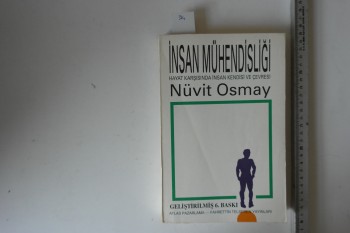 İNSAN MÜHENDİSLİĞİ
HAYAT KARŞISINDA İNSAN KENDİSİ VE ÇEVRESİ
Nüvit Osmay
GELİŞTİRİLMİŞ 6. BASKI